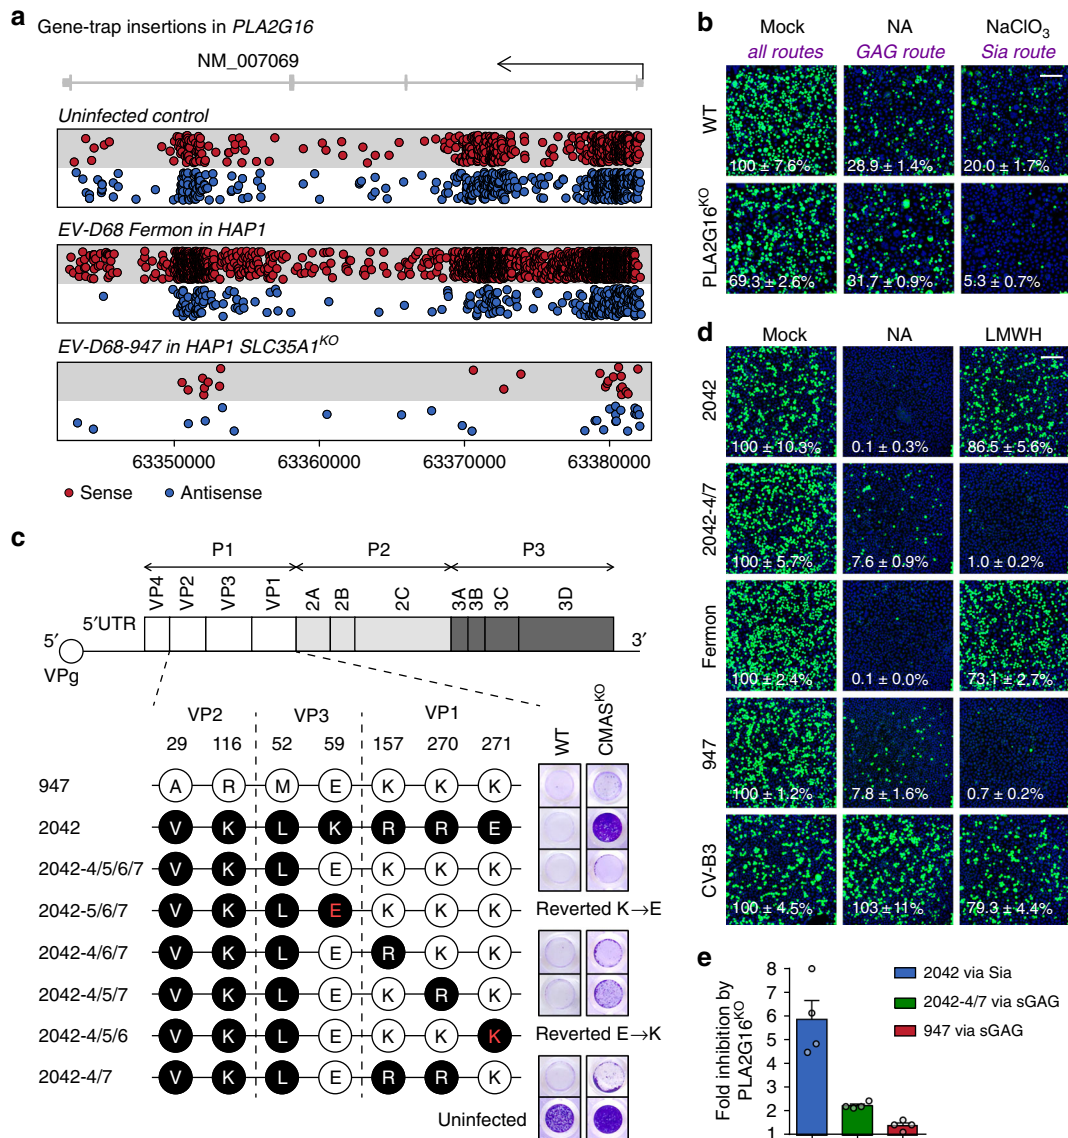 a
Gene-trap insertions in PLA2G16
NM_007069
Uninfected control
EV-D68 Fermon in HAP1
EV-D68-947 in HAP1 SLC35A1KO
63350000 63360000 63370000 63380000
Sense Antisense
b
Mock NA NaClO3
all routes GAG route Sia route
WT
100 ± 7.6% 28.9 ± 1.4% 20.0 ± 1.7%
PLA2G16KO
69.3 ± 2.6% 31.7 ± 0.9% 5.3 ± 0.7%
c
P1 P2 P3
VP4 VP2 VP3 VP1 2A 2B 2C 3A 3B 3C 3D
5′ 5′UTR 3′
VPg
VP2 VP3 VP1
29 116 52 59 157 270 271
WT CMASKO
947 A R M E K K K
2042 V K L K R R E
2042-4/5/6/7 V K L E K K K
2042-5/6/7 V K L E K K K Reverted K→E
2042-4/6/7 V K L E R K K
2042-4/5/7 V K L E K R K
2042-4/5/6 V K L E K K K Reverted E→K
2042-4/7 V K L E R R K
Uninfected
d
Mock NA LMWH
2042
100 ± 10.3% 0.1 ± 0.3% 86.5 ± 5.6%
2042-4/7
100 ± 5.7% 7.6 ± 0.9% 1.0 ± 0.2%
Fermon
100 ± 2.4% 0.1 ± 0.0% 73.1 ± 2.7%
947
100 ± 1.2% 7.8 ± 1.6% 0.7 ± 0.2%
CV-B3
100 ± 4.5% 103 ± 11% 79.3 ± 4.4%
e
Fold inhibition by
PLA2G16KO
8
7
6
5
4
3
2
1
2042 via Sia
2042-4/7 via sGAG
947 via sGAG